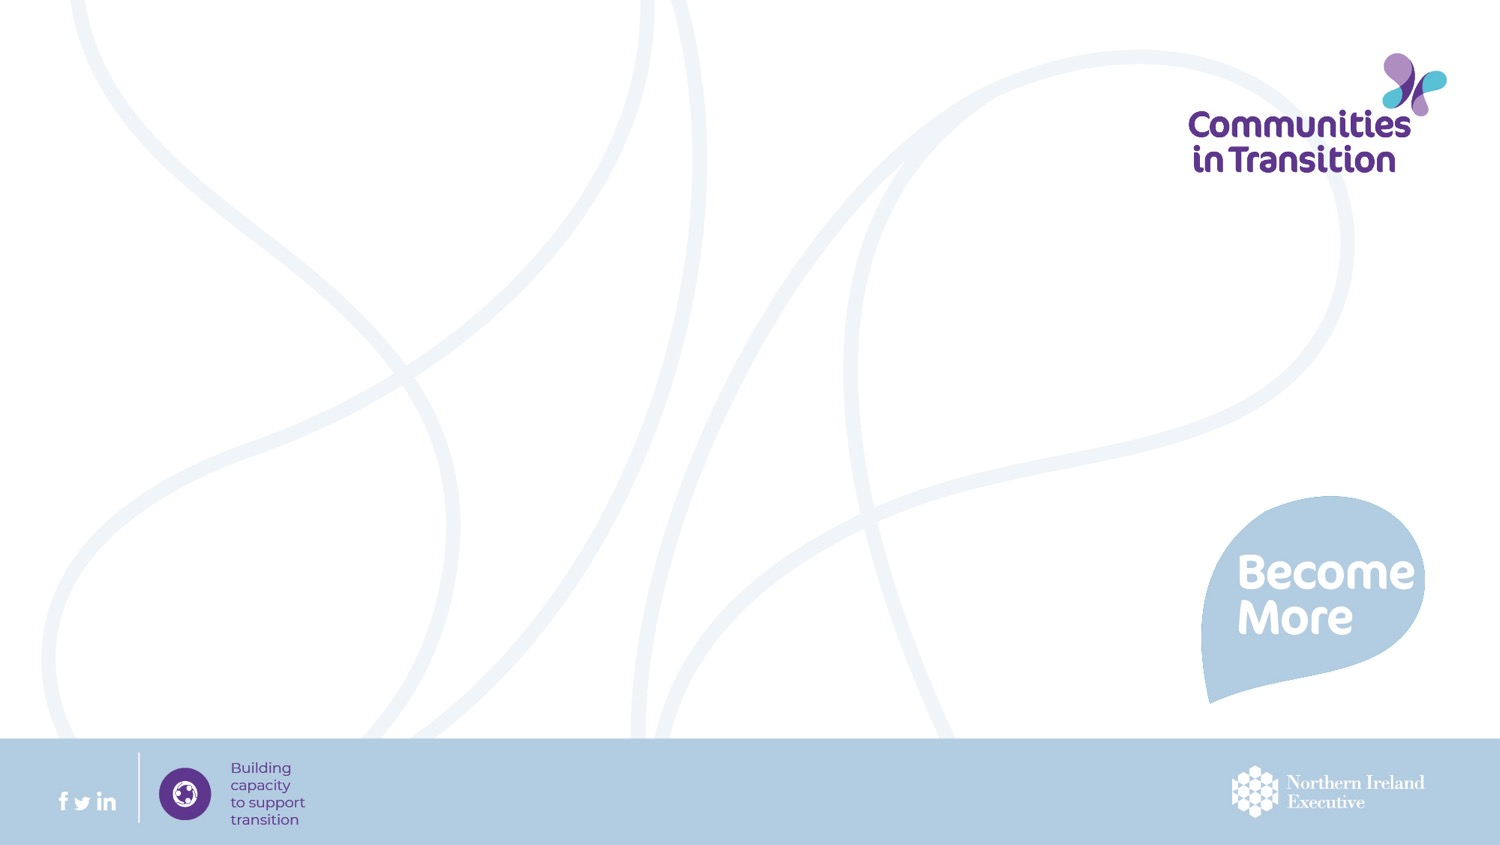 Communities
in Transition
Become
More
Building
capacity
to support
transition
Northern Ireland
Executive